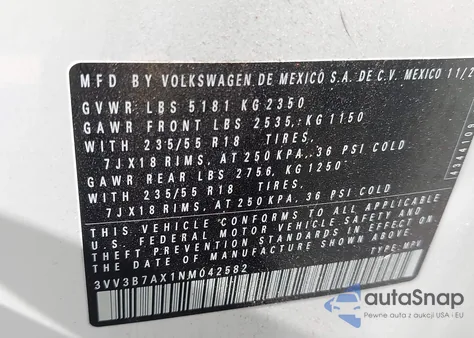 MFD BY VOLKSWAGEN DE MEXICO S.A. DE C.V. MEXICO 11/2
GVWR LBS 5181 KG 2350
GAWR FRONT LBS 2535, KG 1150
WITH 235/55 R18 TIRES,
7JX18 RIMS, AT 250 KPA, 36 PSI COLD
GAWR REAR LBS 2756, KG 1250
WITH 235/55 R18 TIRES,
7JX18 RIMS, AT 250 KPA, 36 PSI COLD
THIS VEHICLE CONFORMS TO ALL APPLICABLE
U.S. FEDERAL MOTOR VEHICLE SAFETY AND
THEFT PREVENTION STANDARDS IN EFFECT ON
THE DATE OF MANUFACTURE SHOWN ABOVE
3VV3B7AX1NM042582 TYPE: MPV
autoSnap
Pewne auta z aukcji USA i EU